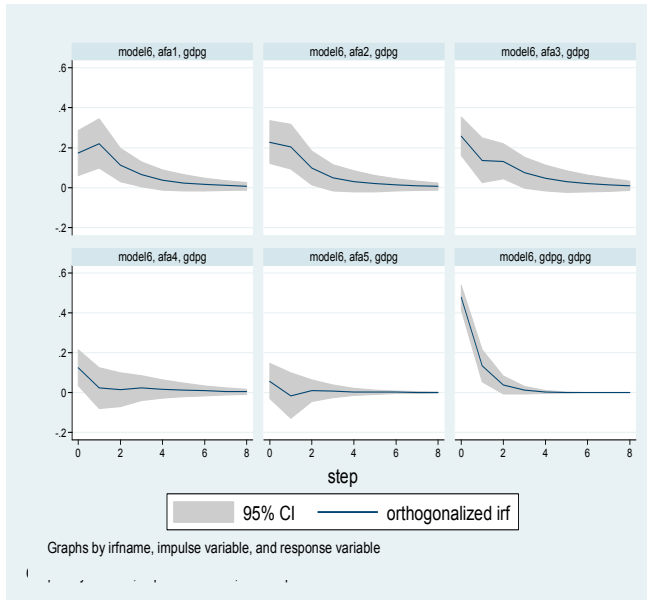 model6, afa1, gdpg
model6, afa2, gdpg
model6, afa3, gdpg
.6
.4
.2
0
-.2
model6, afa4, gdpg
model6, afa5, gdpg
model6, gdpg, gdpg
.6
.4
.2
0
-.2
0 2 4 6 8
0 2 4 6 8
0 2 4 6 8
step
95% CI
orthogonalized irf
Graphs by irfname, impulse variable, and response variable